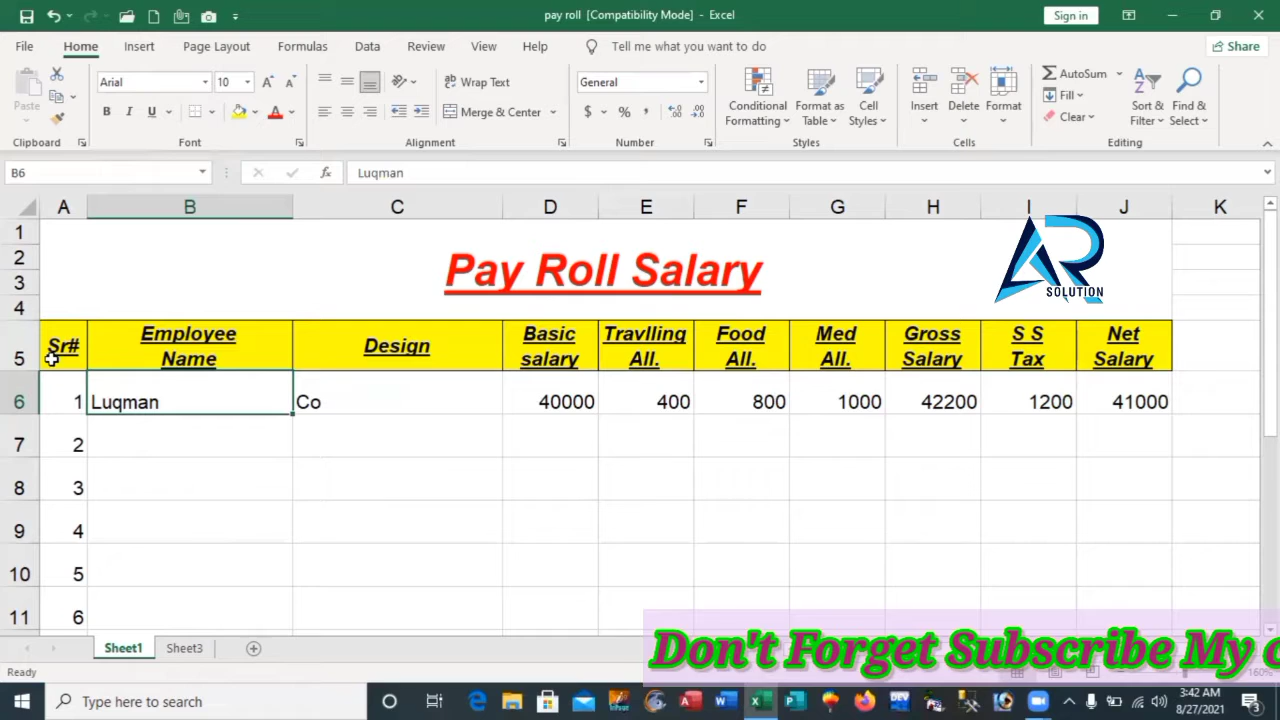 pay roll [Compatibility Mode] - Excel
Sign in
File Home Insert Page Layout Formulas Data Review View Help Tell me what you want to do
Share
Paste
Arial 10
B I U
Wrap Text
Merge & Center
General
$ %
Conditional Formatting
Format as Table
Cell Styles
Insert Delete Format
AutoSum
Fill
Clear
Sort & Filter
Find & Select
Clipboard Font Alignment Number Styles Cells Editing
B6 fx Luqman
A B C D E F G H I J K
1
2
3
4
Pay Roll Salary
AR
SOLUTION
5 Sr# Employee Name Design Basic salary Travlling All. Food All. Med All. Gross Salary S S Tax Net Salary
6 1 Luqman Co 40000 400 800 1000 42200 1200 41000
7 2
8 3
9 4
10 5
11 6
Don't Forget Subscribe My
Sheet1 Sheet3
Ready
160%
Type here to search
DEV
3:42 AM
8/27/2021
3